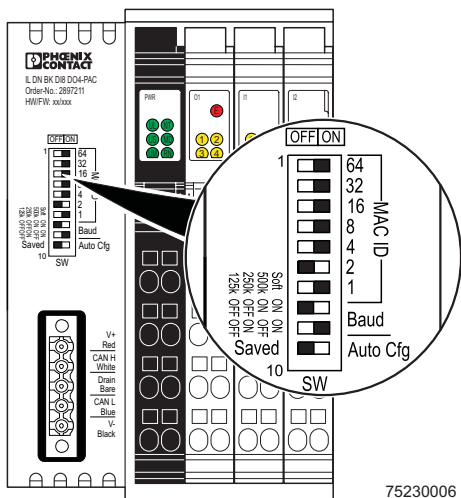 PHŒNIX
CONTACT
IL DN BK DI8 DO4-PAC
Order-No.: 2897211
HW/FW: xx/xxx
OFF ON
1
64
32
16
4
2
1
MAC ID
Baud
Auto Cfg
Soft ON ON
500k ON OFF
250k OFF ON
125k OFF OFF
Saved
10
SW
V+
Red
CAN H
White
Drain
Bare
CAN L
Blue
V-
Black
PWR
O1
I1
I2
E
1 2
3 4
OFF ON
1
64
32
16
8
4
2
1
MAC ID
Baud
Auto Cfg
Soft ON ON
500k ON OFF
250k OFF ON
125k OFF OFF
Saved
10
SW
75230006